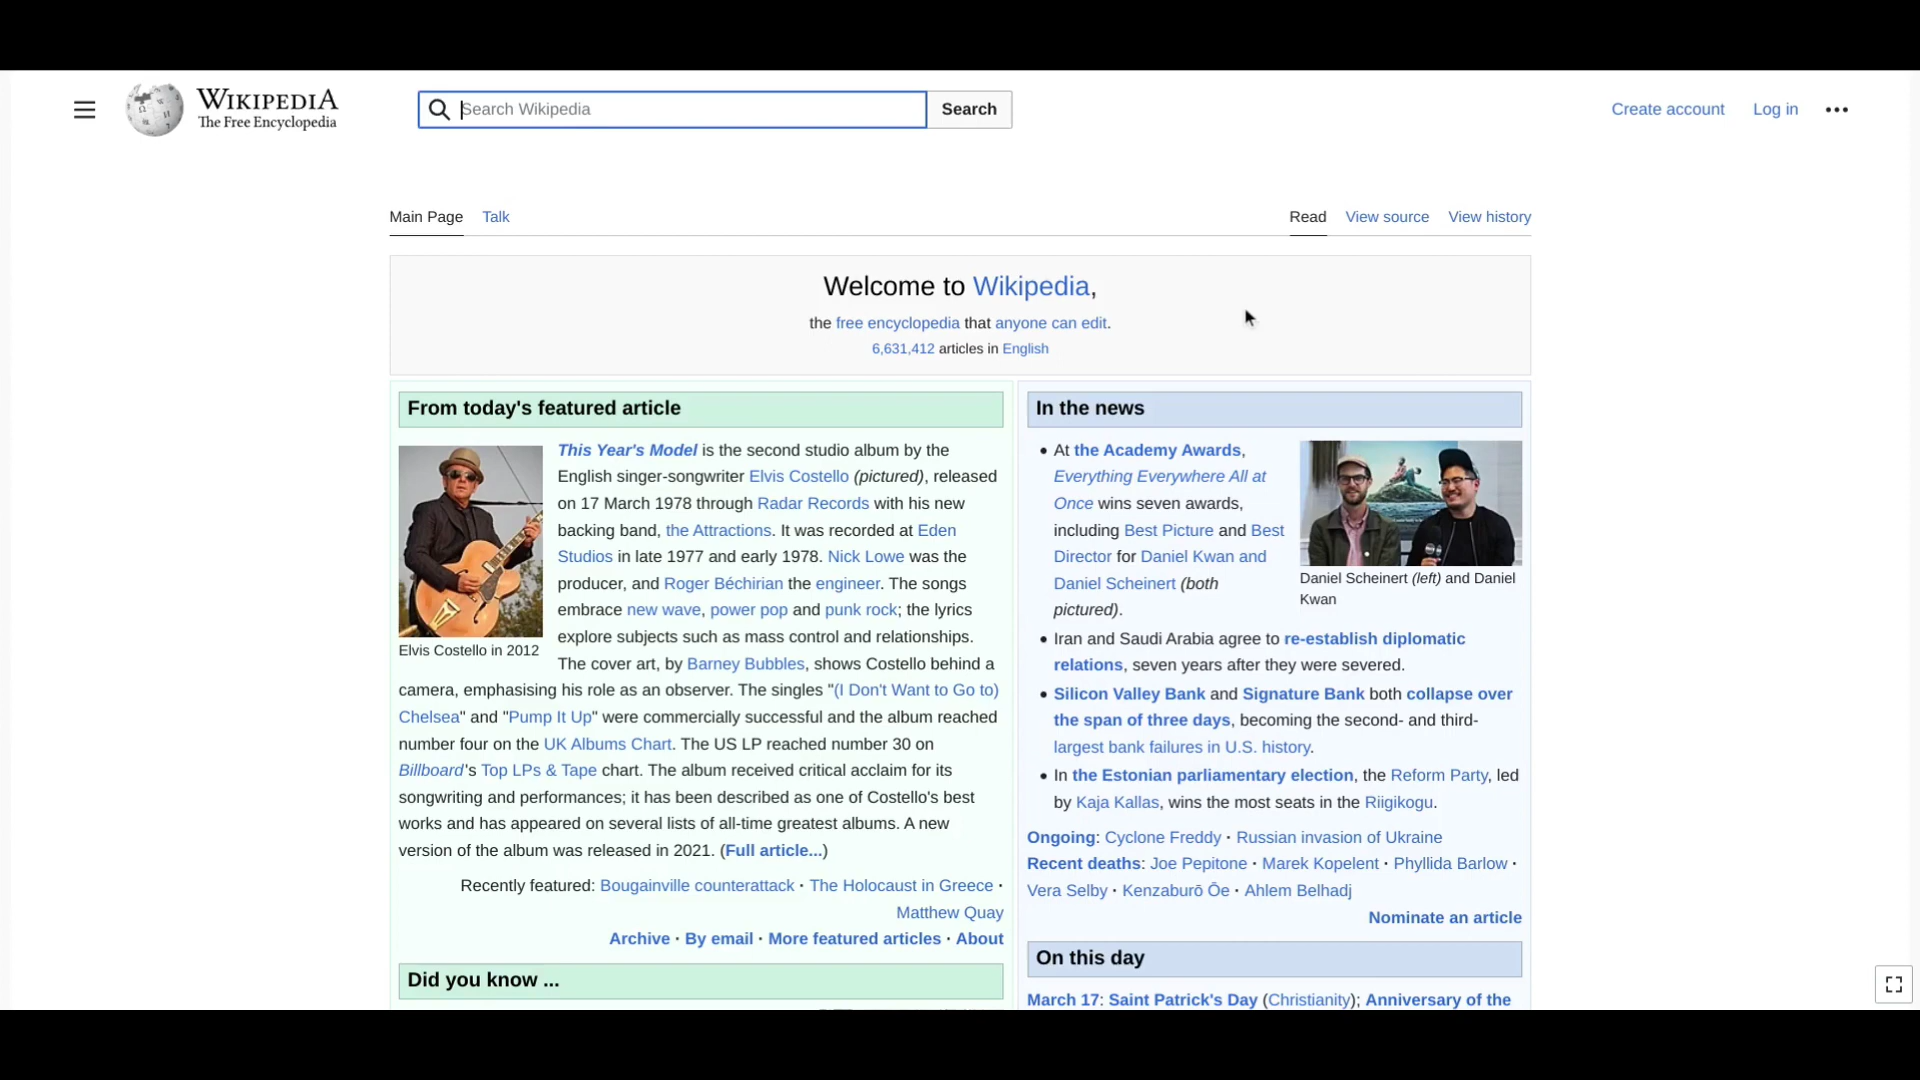 WIKIPEDIA
The Free Encyclopedia
Search Wikipedia
Search
Create account
Log in
Main Page
Talk
Read
View source
View history
Welcome to Wikipedia,
the free encyclopedia that anyone can edit.
6,631,412 articles in English
From today's featured article
This Year's Model is the second studio album by the
English singer-songwriter Elvis Costello (pictured), released
on 17 March 1978 through Radar Records with his new
backing band, the Attractions. It was recorded at Eden
Studios in late 1977 and early 1978. Nick Lowe was the
producer, and Roger Béchirian the engineer. The songs
embrace new wave, power pop and punk rock; the lyrics
explore subjects such as mass control and relationships.
Elvis Costello in 2012
The cover art, by Barney Bubbles, shows Costello behind a
camera, emphasising his role as an observer. The singles "(I Don't Want to Go to)
Chelsea" and "Pump It Up" were commercially successful and the album reached
number four on the UK Albums Chart. The US LP reached number 30 on
Billboard's Top LPs & Tape chart. The album received critical acclaim for its
songwriting and performances; it has been described as one of Costello's best
works and has appeared on several lists of all-time greatest albums. A new
version of the album was released in 2021. (Full article...)
Recently featured: Bougainville counterattack · The Holocaust in Greece ·
Matthew Quay
Archive · By email · More featured articles · About
Did you know ...
In the news
• At the Academy Awards,
Everything Everywhere All at
Once wins seven awards,
including Best Picture and Best
Director for Daniel Kwan and
Daniel Scheinert (both
pictured).
Daniel Scheinert (left) and Daniel
Kwan
• Iran and Saudi Arabia agree to re-establish diplomatic
relations, seven years after they were severed.
• Silicon Valley Bank and Signature Bank both collapse over
the span of three days, becoming the second- and third-
largest bank failures in U.S. history.
• In the Estonian parliamentary election, the Reform Party, led
by Kaja Kallas, wins the most seats in the Riigikogu.
Ongoing: Cyclone Freddy · Russian invasion of Ukraine
Recent deaths: Joe Pepitone · Marek Kopelent · Phyllida Barlow ·
Vera Selby · Kenzaburō Ōe · Ahlem Belhadj
Nominate an article
On this day
March 17: Saint Patrick's Day (Christianity); Anniversary of the